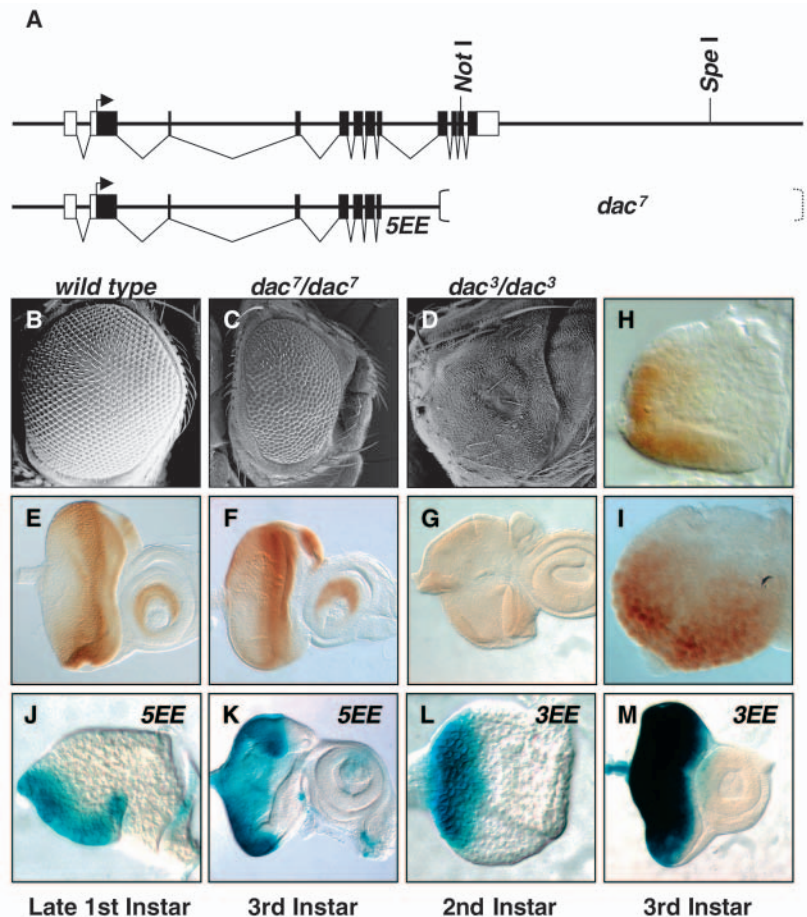 A
Not I
Spe I
5EE
dac⁷
wild type
dac⁷/dac⁷
dac³/dac³
B
C
D
H
E
F
G
I
J 5EE
K 5EE
L 3EE
M 3EE
Late 1st Instar
3rd Instar
2nd Instar
3rd Instar